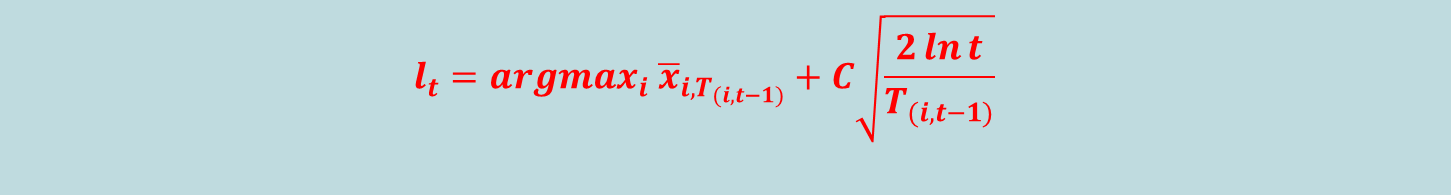 l_t = argmax_i x̅_{i,T_{(i,t−1)}} + C √(2 ln t / T_{(i,t−1)})